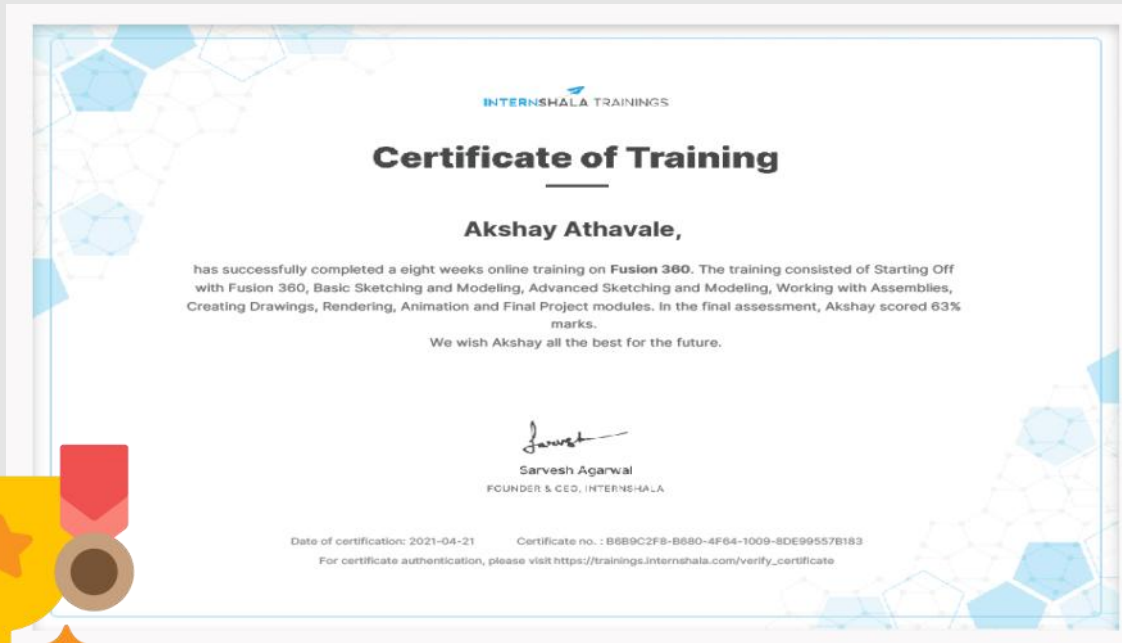 INTERNSHALA TRAININGS
Certificate of Training
Akshay Athavale,
has successfully completed a eight weeks online training on Fusion 360. The training consisted of Starting Off
with Fusion 360, Basic Sketching and Modeling, Advanced Sketching and Modeling, Working with Assemblies,
Creating Drawings, Rendering, Animation and Final Project modules. In the final assessment, Akshay scored 63%
marks.
We wish Akshay all the best for the future.
Sarvesh
Sarvesh Agarwal
FOUNDER & CEO, INTERNSHALA
Date of certification: 2021-04-21 Certificate no. : B6B9C2F8-B680-4F64-1009-8DE99557B183
For certificate authentication, please visit https://trainings.internshala.com/verify_certificate